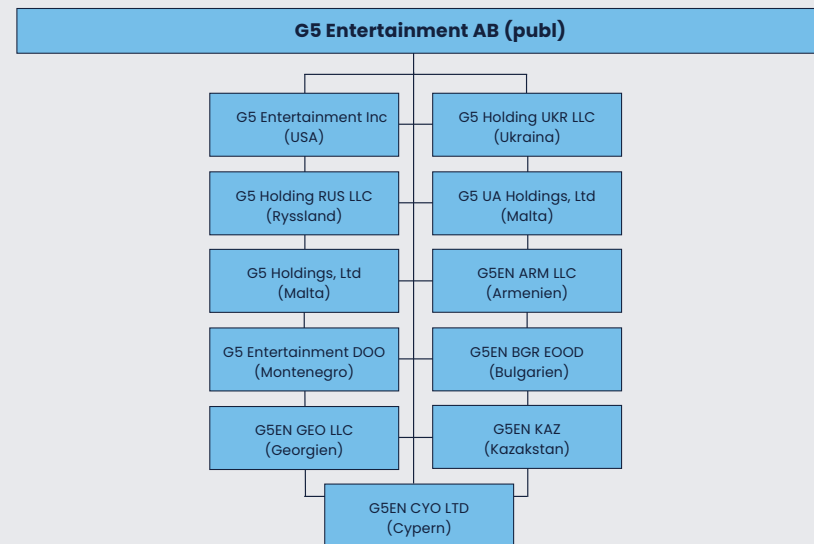 G5 Entertainment AB (publ)
G5 Entertainment Inc
(USA)
G5 Holding UKR LLC
(Ukraina)
G5 Holding RUS LLC
(Ryssland)
G5 UA Holdings, Ltd
(Malta)
G5 Holdings, Ltd
(Malta)
G5EN ARM LLC
(Armenien)
G5 Entertainment DOO
(Montenegro)
G5EN BGR EOOD
(Bulgarien)
G5EN GEO LLC
(Georgien)
G5EN KAZ
(Kazakstan)
G5EN CYO LTD
(Cypern)